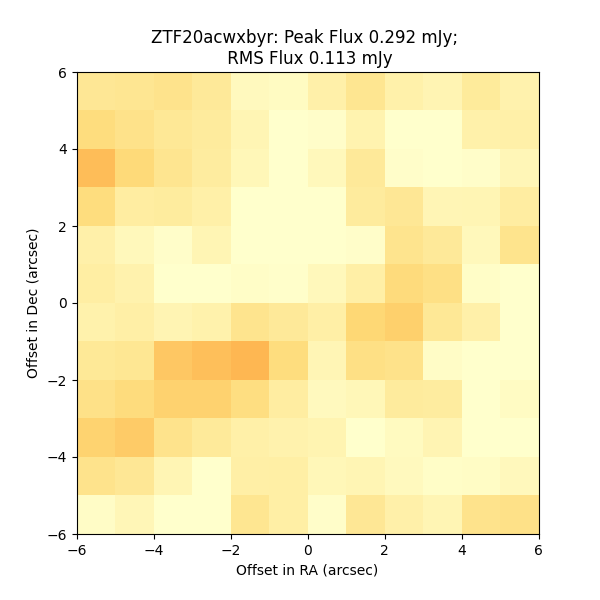 ZTF20acwxbyr: Peak Flux 0.292 mJy;
RMS Flux 0.113 mJy
6
4
2
0
−2
−4
−6
Offset in Dec (arcsec)
−6 −4 −2 0 2 4 6
Offset in RA (arcsec)